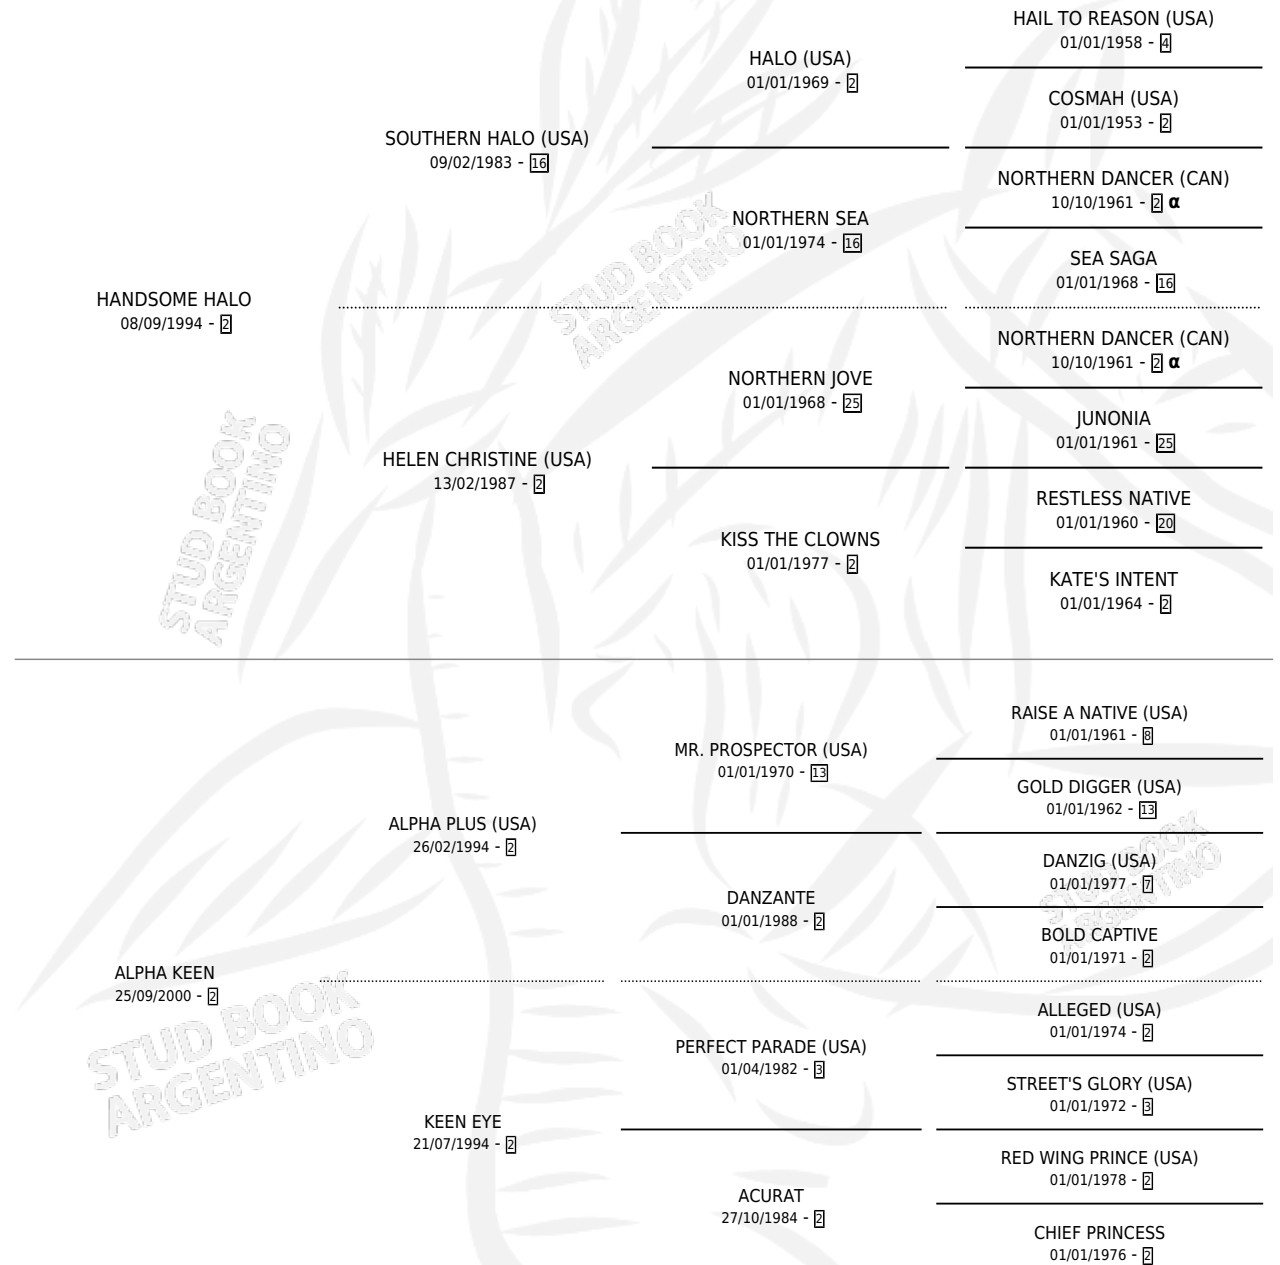 HAIL TO REASON (USA)
01/01/1958 - 4
HALO (USA)
01/01/1969 - 2
COSMAH (USA)
01/01/1953 - 2
SOUTHERN HALO (USA)
09/02/1983 - 16
NORTHERN DANCER (CAN)
10/10/1961 - 2 α
NORTHERN SEA
01/01/1974 - 16
SEA SAGA
01/01/1968 - 16
HANDSOME HALO
08/09/1994 - 2
NORTHERN DANCER (CAN)
10/10/1961 - 2 α
NORTHERN JOVE
01/01/1968 - 25
JUNONIA
01/01/1961 - 25
HELEN CHRISTINE (USA)
13/02/1987 - 2
RESTLESS NATIVE
01/01/1960 - 20
KISS THE CLOWNS
01/01/1977 - 2
KATE'S INTENT
01/01/1964 - 2
RAISE A NATIVE (USA)
01/01/1961 - 8
MR. PROSPECTOR (USA)
01/01/1970 - 13
GOLD DIGGER (USA)
01/01/1962 - 13
ALPHA PLUS (USA)
26/02/1994 - 2
DANZIG (USA)
01/01/1977 - 7
DANZANTE
01/01/1988 - 2
BOLD CAPTIVE
01/01/1971 - 2
ALPHA KEEN
25/09/2000 - 2
ALLEGED (USA)
01/01/1974 - 2
PERFECT PARADE (USA)
01/04/1982 - 3
STREET'S GLORY (USA)
01/01/1972 - 3
KEEN EYE
21/07/1994 - 2
RED WING PRINCE (USA)
01/01/1978 - 2
ACURAT
27/10/1984 - 2
CHIEF PRINCESS
01/01/1976 - 2
STUD BOOK
ARGENTINO
STUD BOOK
ARGENTINO
STUD BOOK
ARGENTINO
STUD BOOK
ARGENTINO